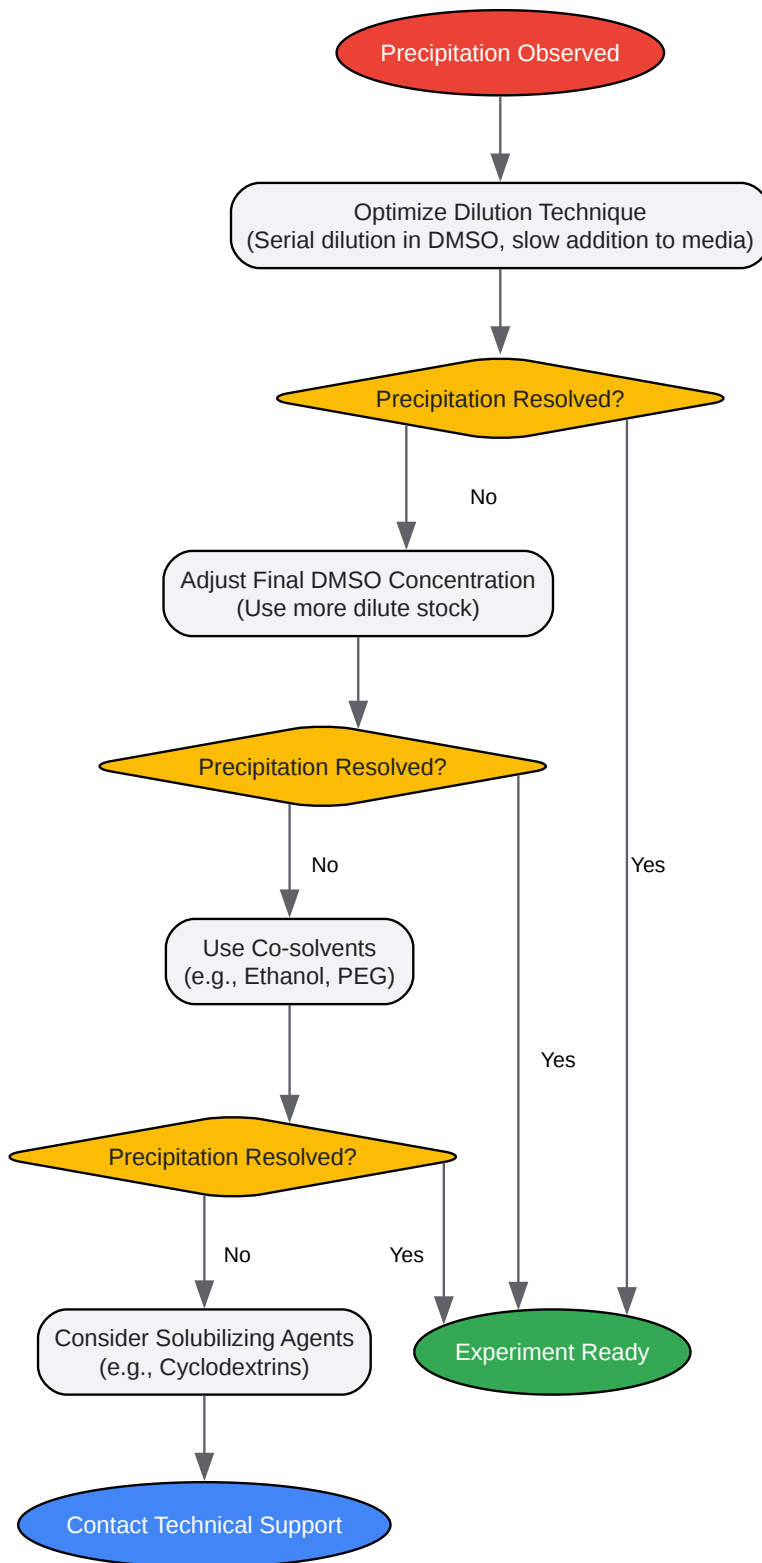 Precipitation Observed
Optimize Dilution Technique
(Serial dilution in DMSO, slow addition to media)
Precipitation Resolved?
No
Adjust Final DMSO Concentration
(Use more dilute stock)
Precipitation Resolved?
No
Yes
Use Co-solvents
(e.g., Ethanol, PEG)
Yes
Precipitation Resolved?
No
Yes
Consider Solubilizing Agents
(e.g., Cyclodextrins)
Experiment Ready
Contact Technical Support